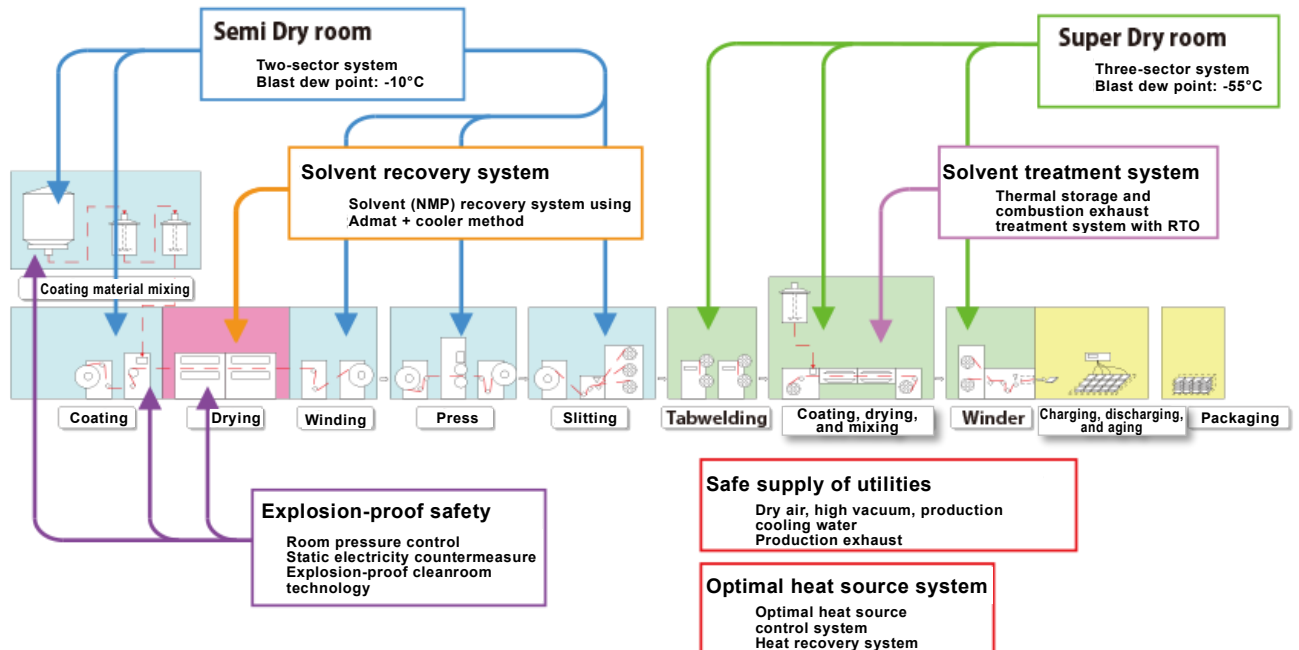 Semi Dry room
Two-sector system
Blast dew point: -10°C
Super Dry room
Three-sector system
Blast dew point: -55°C
Solvent recovery system
Solvent (NMP) recovery system using
Admat + cooler method
Solvent treatment system
Thermal storage and
combustion exhaust
treatment system with RTO
Coating material mixing
Coating
Drying
Winding
Press
Slitting
Tabwelding
Coating, drying,
and mixing
Winder
Charging, discharging,
and aging
Packaging
Explosion-proof safety
Room pressure control
Static electricity countermeasure
Explosion-proof cleanroom
technology
Safe supply of utilities
Dry air, high vacuum, production
cooling water
Production exhaust
Optimal heat source system
Optimal heat source
control system
Heat recovery system